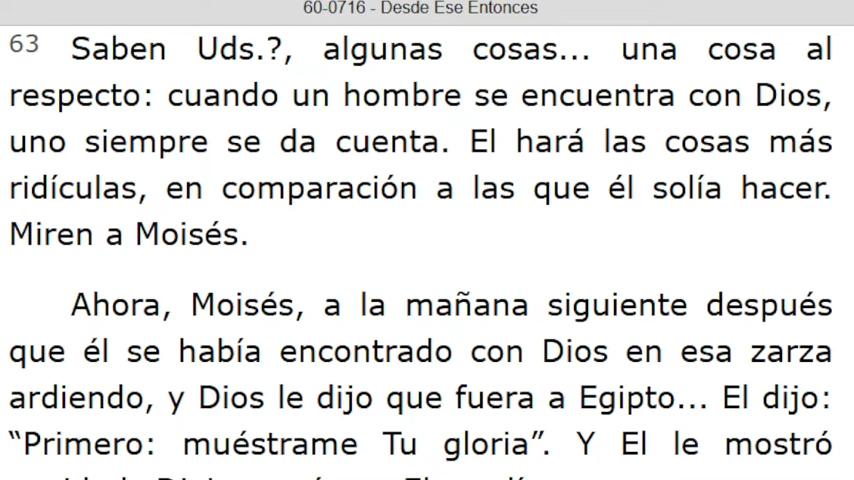 60-0716 - Desde Ese Entonces
63 Saben Uds.?, algunas cosas... una cosa al
respecto: cuando un hombre se encuentra con Dios,
uno siempre se da cuenta. El hará las cosas más
ridículas, en comparación a las que él solía hacer.
Miren a Moisés.
Ahora, Moisés, a la mañana siguiente después
que él se había encontrado con Dios en esa zarza
ardiendo, y Dios le dijo que fuera a Egipto... El dijo:
“Primero: muéstrame Tu gloria”. Y El le mostró